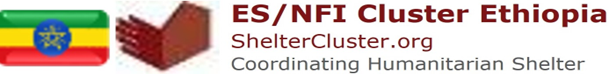 ES/NFI Cluster Ethiopia
ShelterCluster.org
Coordinating Humanitarian Shelter